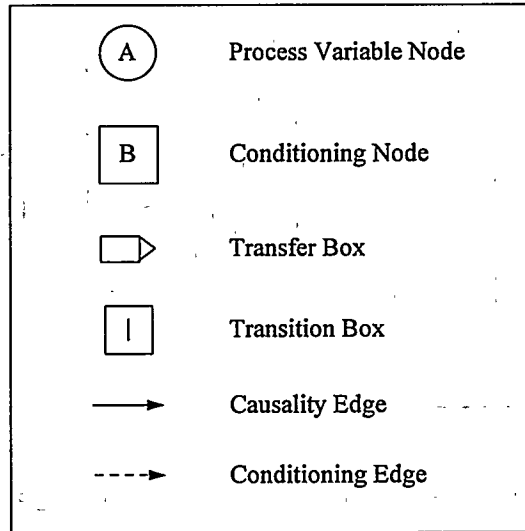 A Process Variable Node
B Conditioning Node
Transfer Box
Transition Box
Causality Edge
Conditioning Edge